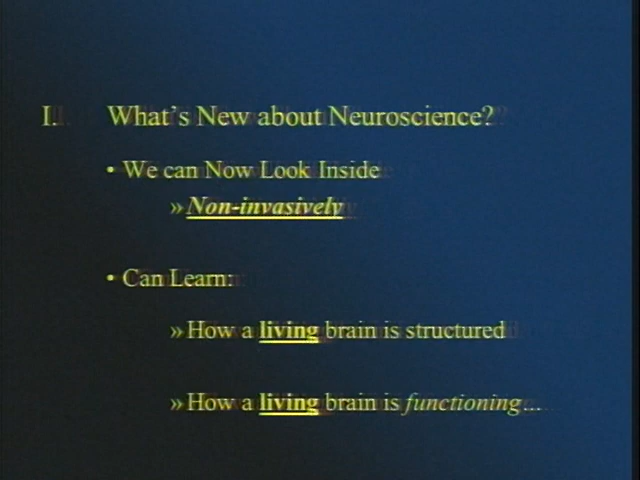 I. What's New about Neuroscience?
• We can Now Look Inside
» Non-invasively
• Can Learn:
» How a living brain is structured
» How a living brain is functioning...